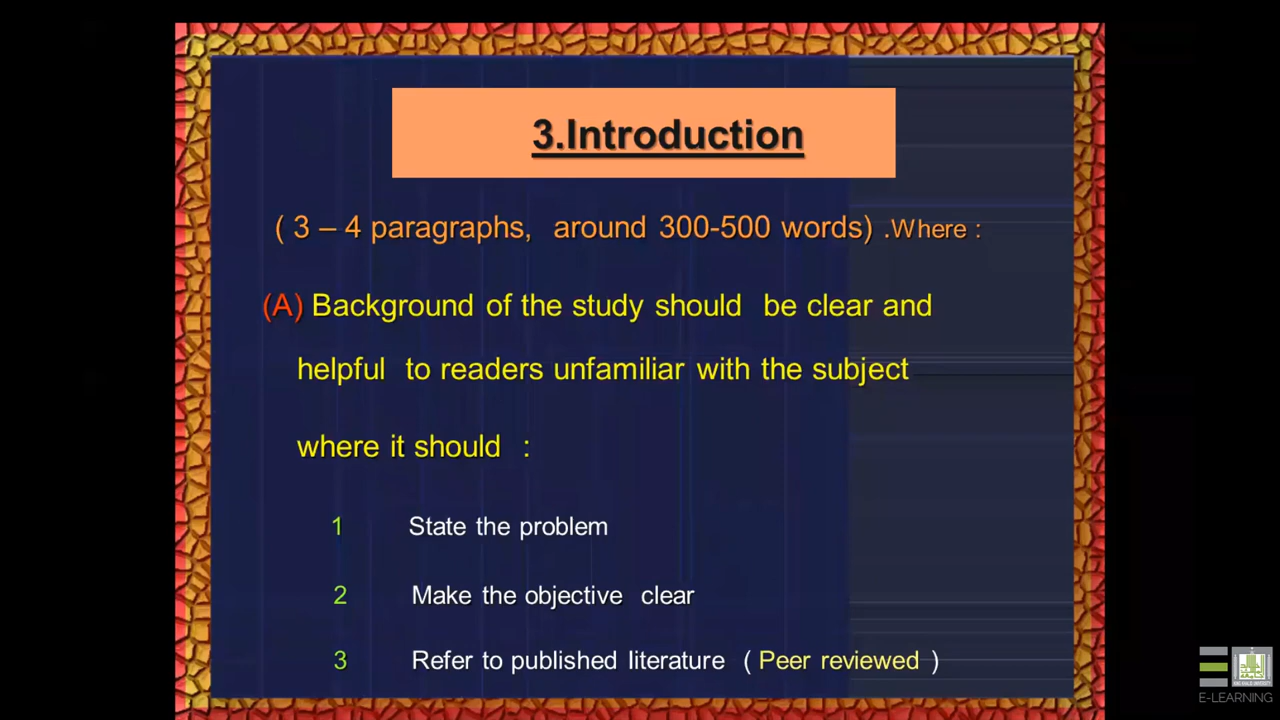 3.Introduction
( 3 – 4 paragraphs, around 300-500 words) .Where :
(A) Background of the study should be clear and
helpful to readers unfamiliar with the subject
where it should :
1 State the problem
2 Make the objective clear
3 Refer to published literature ( Peer reviewed )
E-LEARNING